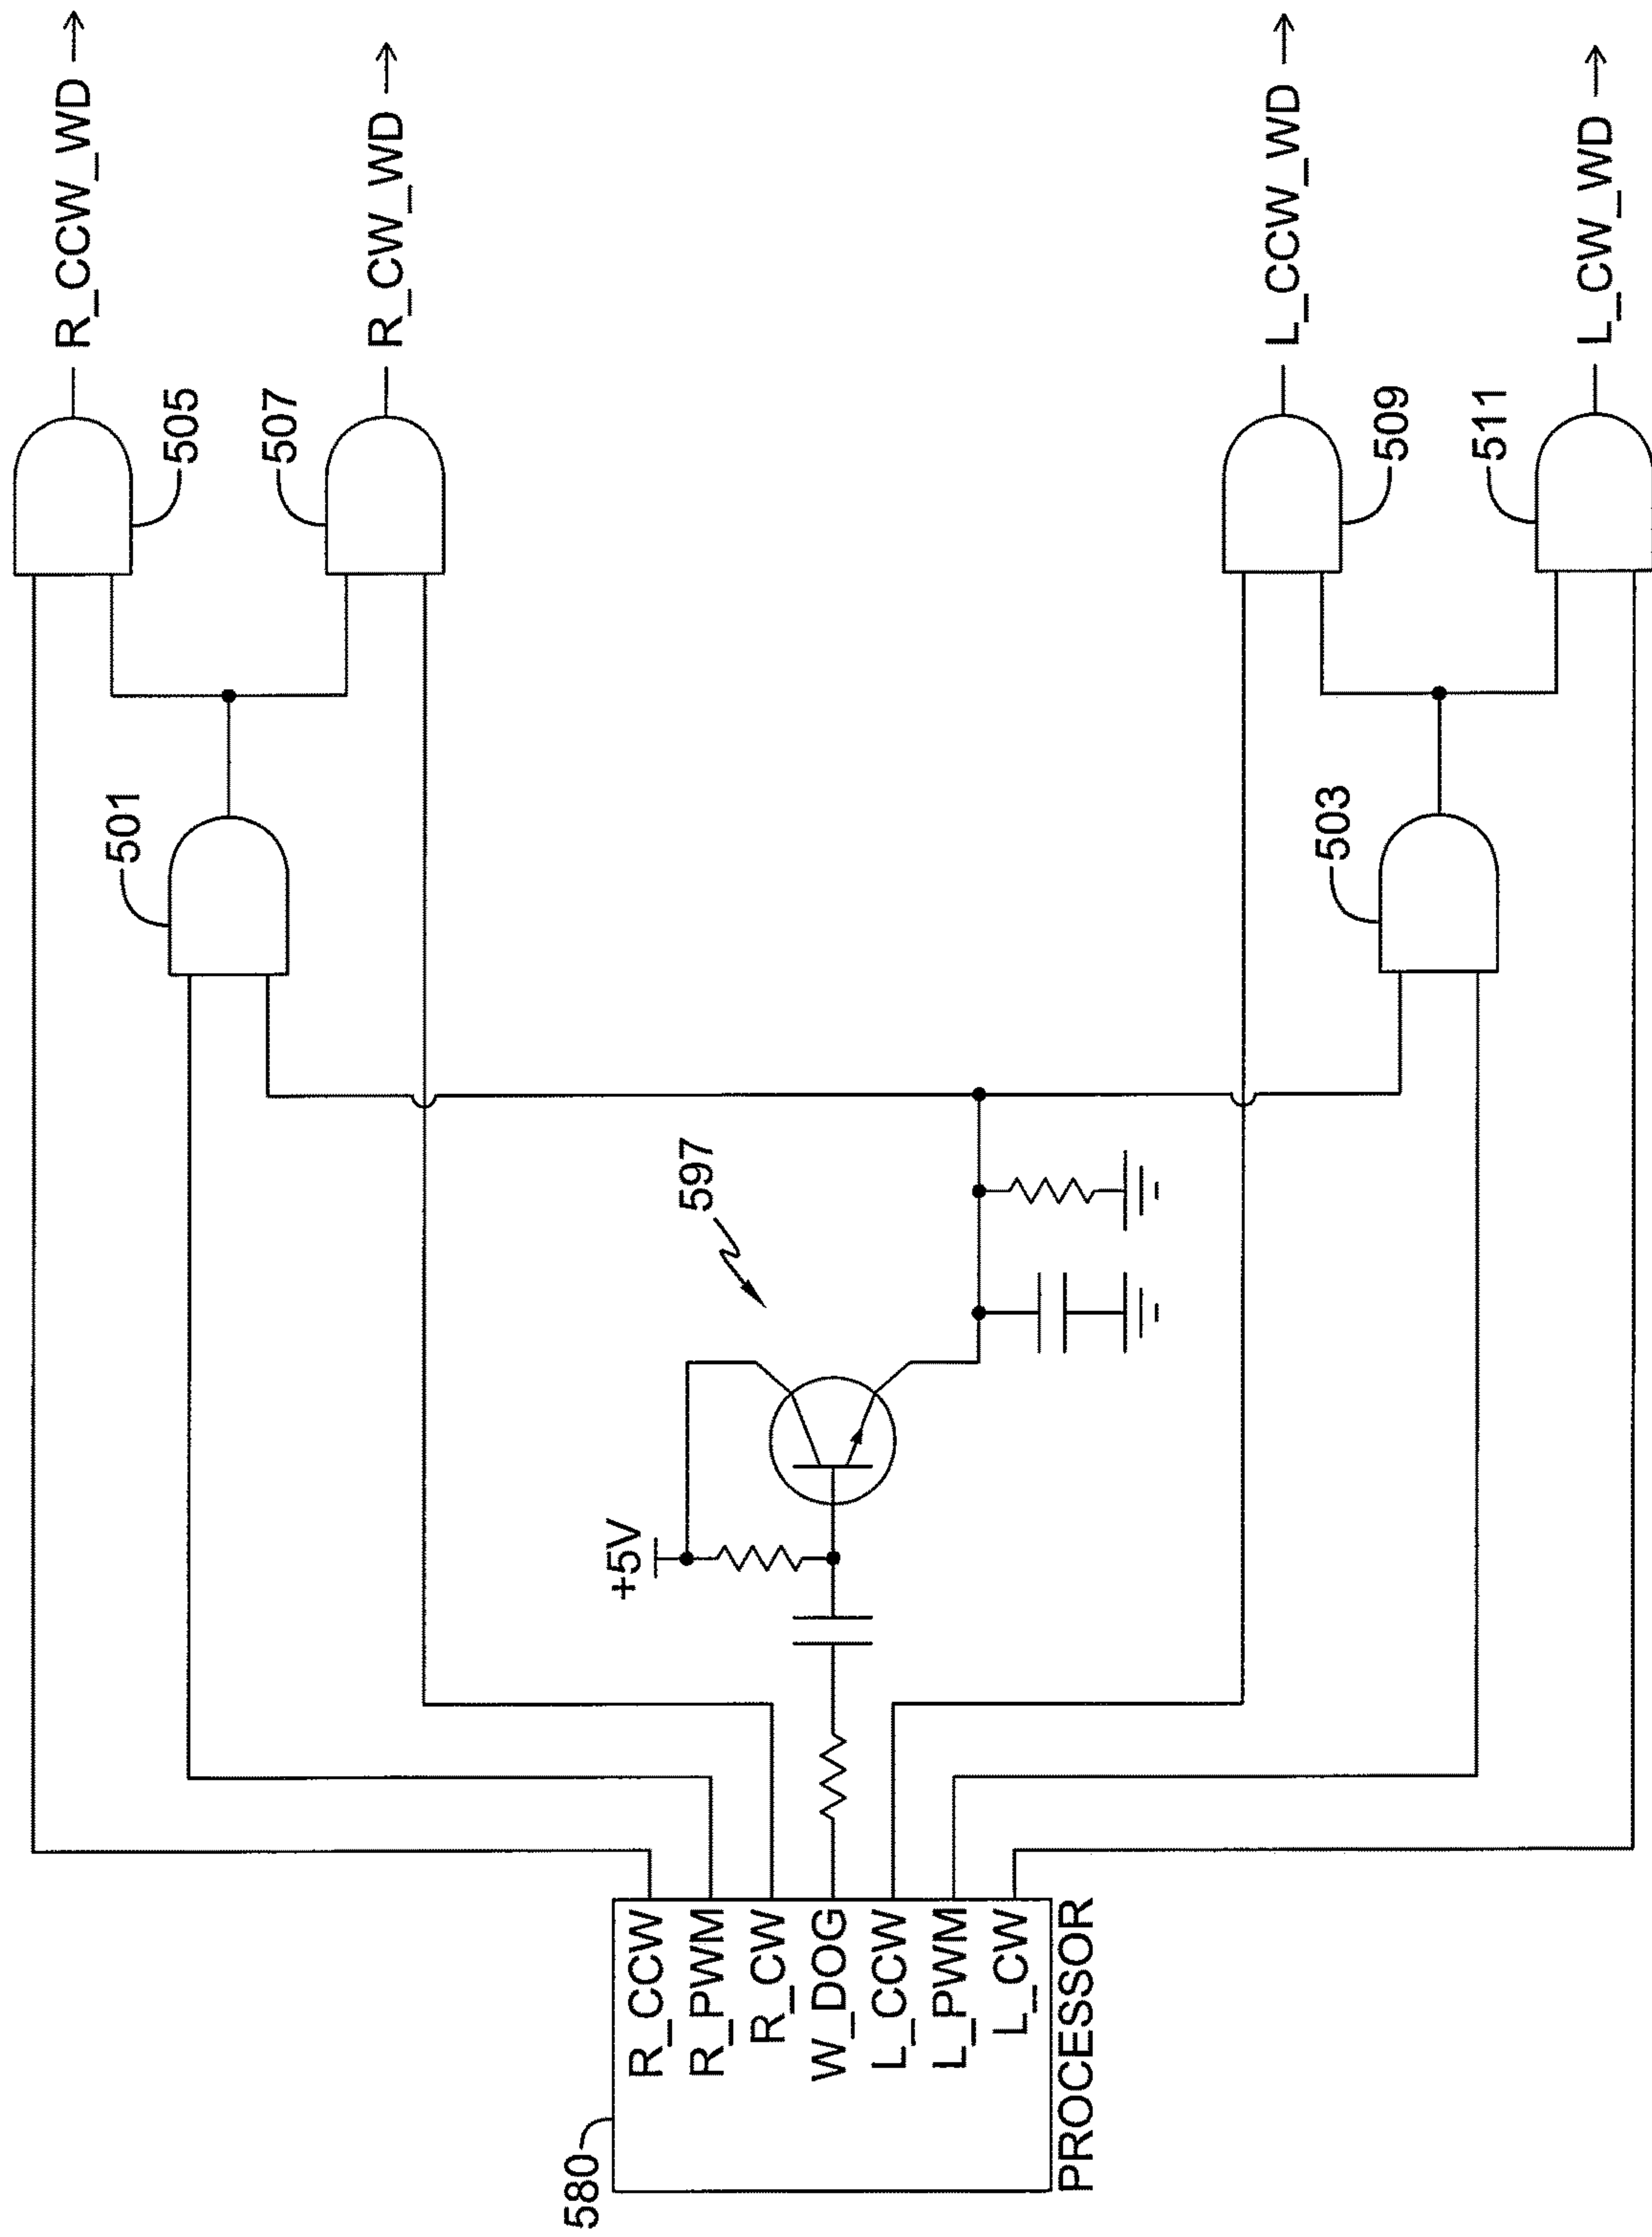 580
R_CCW
R_PWM
R_CW
W_DOG
L_CCW
L_PWM
L_CW
PROCESSOR
+5V
597
501
503
505
507
509
511
R_CCW_WD
R_CW_WD
L_CCW_WD
L_CW_WD